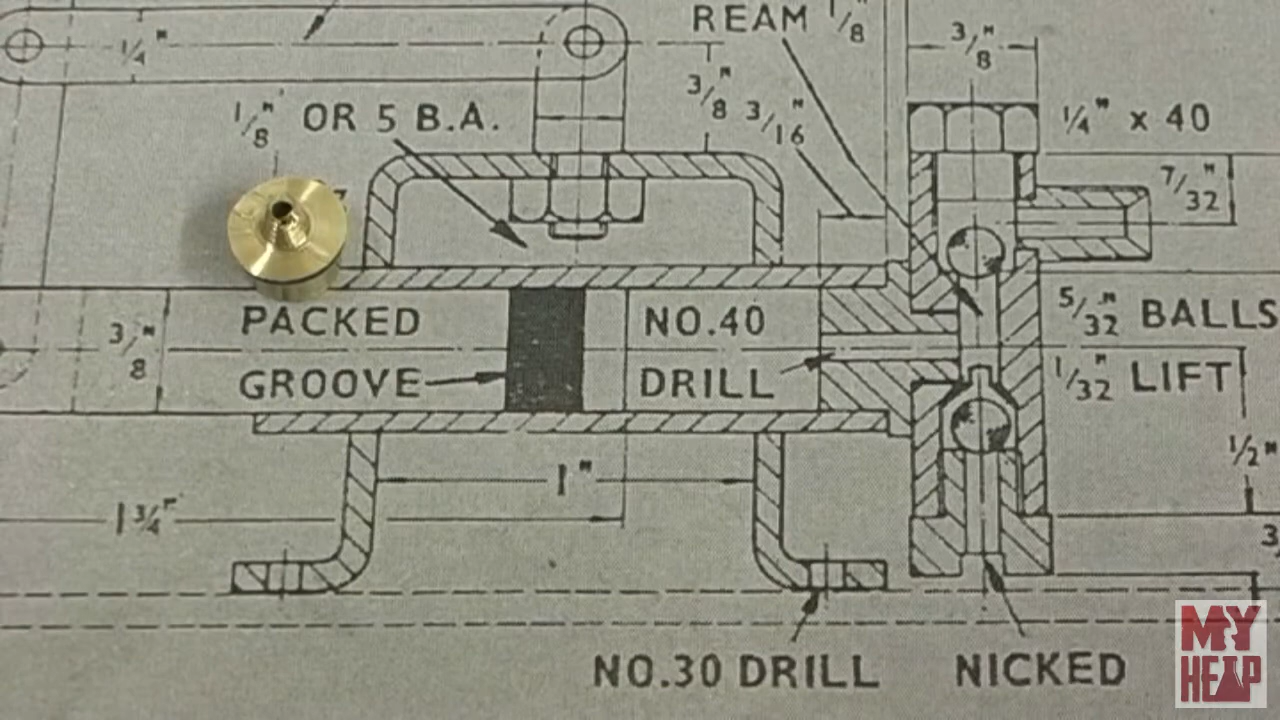 REAM 1/8
3/8"
1/4"
1/8" OR 5 B.A.
3/8"
3/16"
1/4" x 40
7/32"
PACKED
GROOVE
3/8"
NO.40
DRILL
5/32" BALLS
1/32" LIFT
1"
1/2"
1 3/4"
NO.30 DRILL
NICKED
MY
HEAP